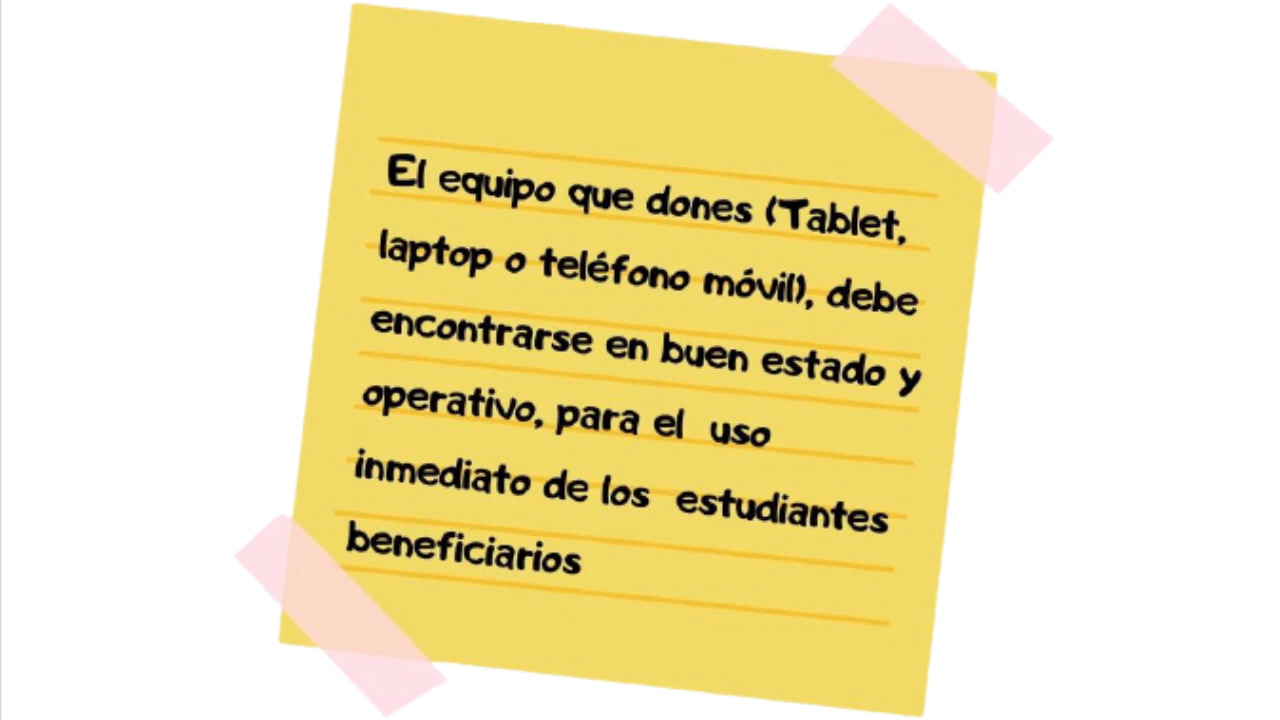 El equipo que dones (Tablet,
laptop o teléfono móvil), debe
encontrarse en buen estado y
operativo, para el uso
inmediato de los estudiantes
beneficiarios